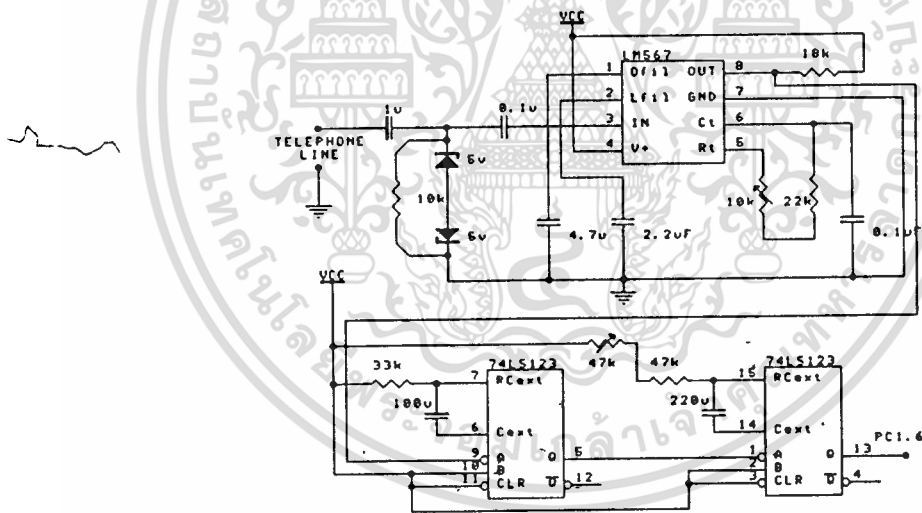 VCC
LM567
18k
1 Ofil OUT 8
2 Lfil GND 7
3 IN Ct 6
4 V+ Rt 5
1u
0.1u
TELEPHONE
LINE
6v
10k
6v
10k
22k
4.7u
2.2uF
0.1uF
VCC
33k
47k
47k
74LS123
74LS123
7 RCext
15 RCext
100u
220u
6 Cext
14 Cext
9 A Q 5
10 B
11 CLR Q 12
1 A Q 13
2 B
3 CLR Q 4
PC1.6